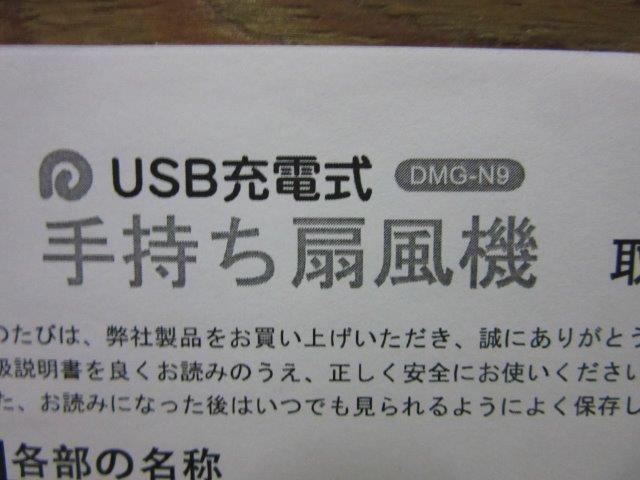 USB充電式 DMG-N9
手持ち扇風機 取
のたびは、弊社製品をお買い上げいただき、誠にありがとう
扱説明書を良くお読みのうえ、正しく安全にお使いください
た、お読みになった後はいつでも見られるようによく保存し
各部の名称